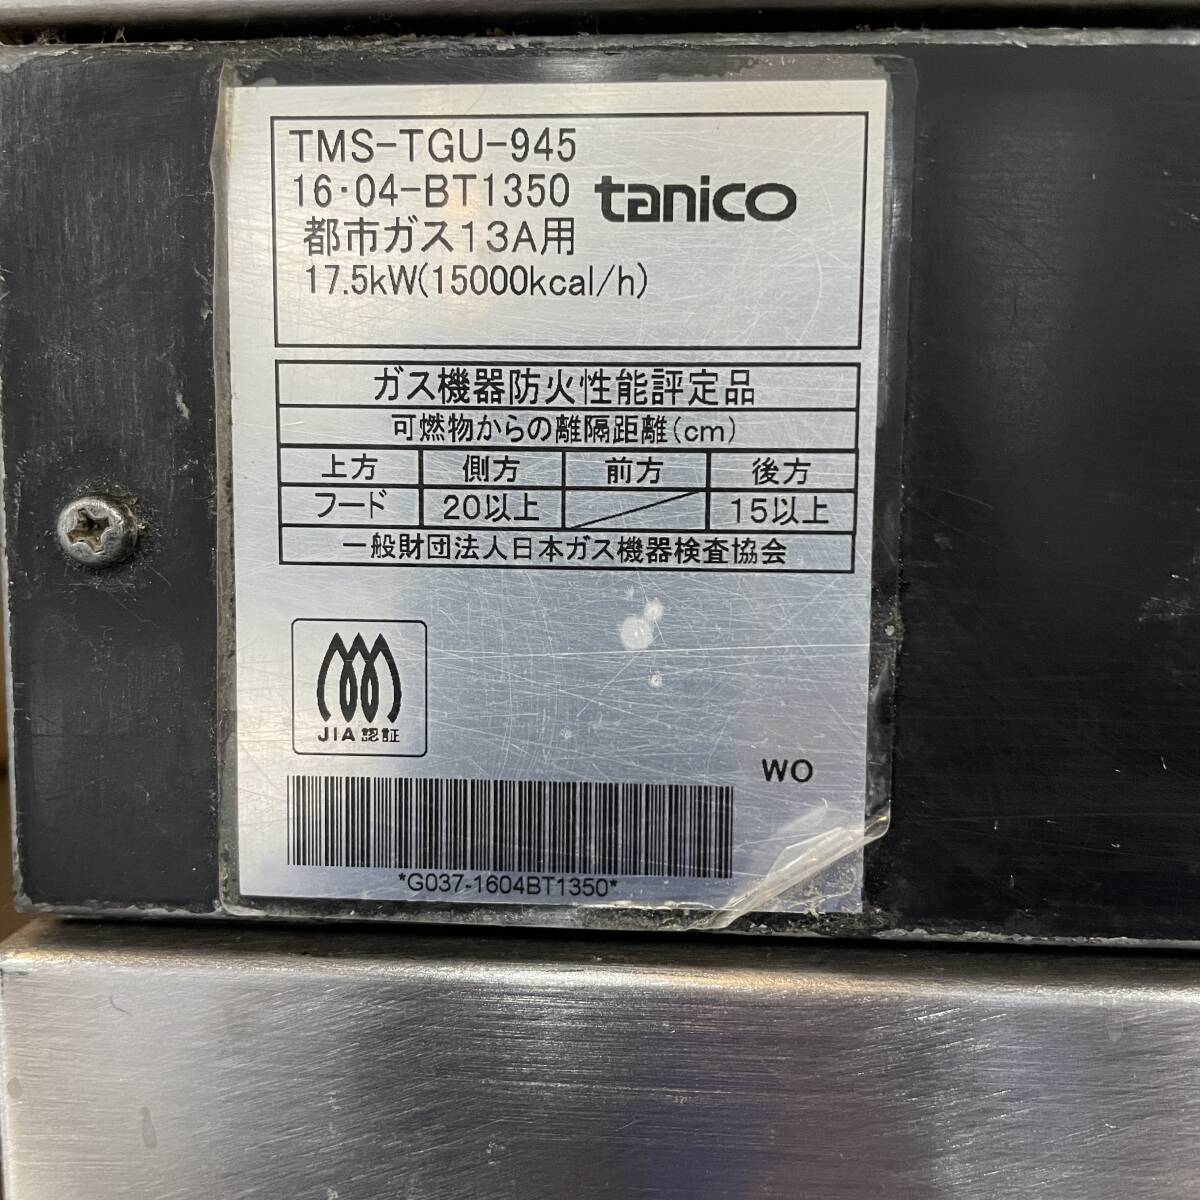 TMS-TGU-945
16・04-BT1350
tanico
都市ガス13A用
17.5kW(15000kcal/h)
ガス機器防火性能評定品
可燃物からの離隔距離(cm)
上方 側方 前方 後方
フード 20以上 15以上
一般財団法人日本ガス機器検査協会
JIA 認証
WO
*G037-1604BT1350*